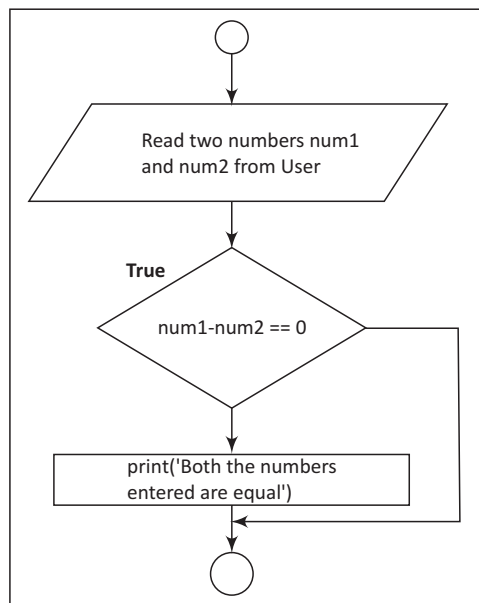 Read two numbers num1
and num2 from User
True
num1-num2 == 0
print('Both the numbers
entered are equal')